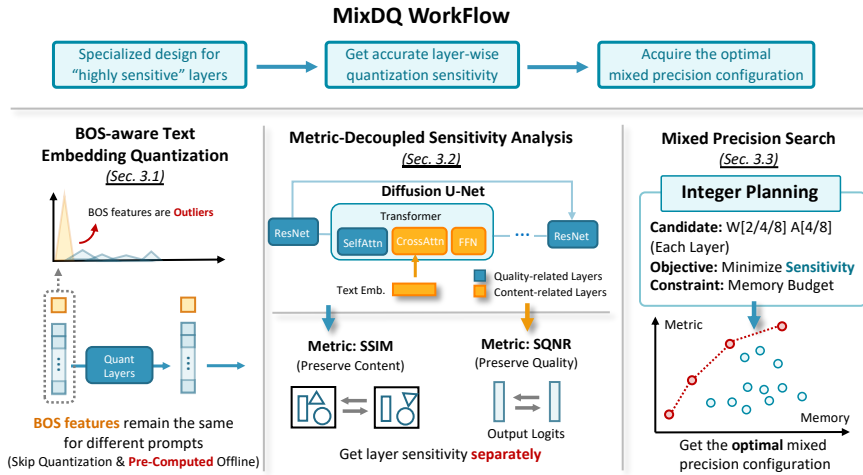 MixDQ WorkFlow
Specialized design for
"highly sensitive" layers
Get accurate layer-wise
quantization sensitivity
Acquire the optimal
mixed precision configuration
BOS-aware Text
Embedding Quantization
(Sec. 3.1)
BOS features are Outliers
Quant
Layers
BOS features remain the same
for different prompts
(Skip Quantization & Pre-Computed Offline)
Metric-Decoupled Sensitivity Analysis
(Sec. 3.2)
Diffusion U-Net
Transformer
ResNet
SelfAttn
CrossAttn
FFN
...
ResNet
Text Emb.
Quality-related Layers
Content-related Layers
Metric: SSIM
(Preserve Content)
Metric: SQNR
(Preserve Quality)
Output Logits
Get layer sensitivity separately
Mixed Precision Search
(Sec. 3.3)
Integer Planning
Candidate: W[2/4/8] A[4/8]
(Each Layer)
Objective: Minimize Sensitivity
Constraint: Memory Budget
Metric
Memory
Get the optimal mixed
precision configuration